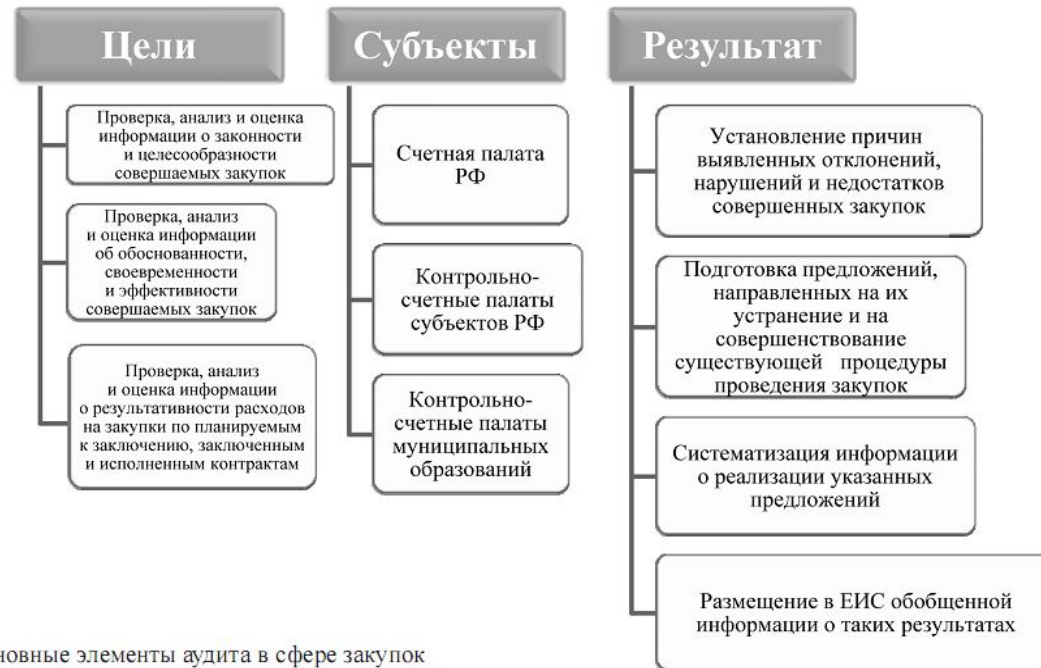 Цели
Проверка, анализ и оценка
информации о законности
и целесообразности
совершаемых закупок
Проверка, анализ
и оценка информации
об обоснованности,
своевременности
и эффективности
совершаемых закупок
Проверка, анализ
и оценка информации
о результативности расходов
на закупки по планируемым
к заключению, заключенным
и исполненным контрактам
Субъекты
Счетная палата
РФ
Контрольно-
счетные палаты
субъектов РФ
Контрольно-
счетные палаты
муниципальных
образований
Результат
Установление причин
выявленных отклонений,
нарушений и недостатков
совершенных закупок
Подготовка предложений,
направленных на их
устранение и на
совершенствование
существующей процедуры
проведения закупок
Систематизация информации
о реализации указанных
предложений
Размещение в ЕИС обобщенной
информации о таких результатах
новные элементы аудита в сфере закупок